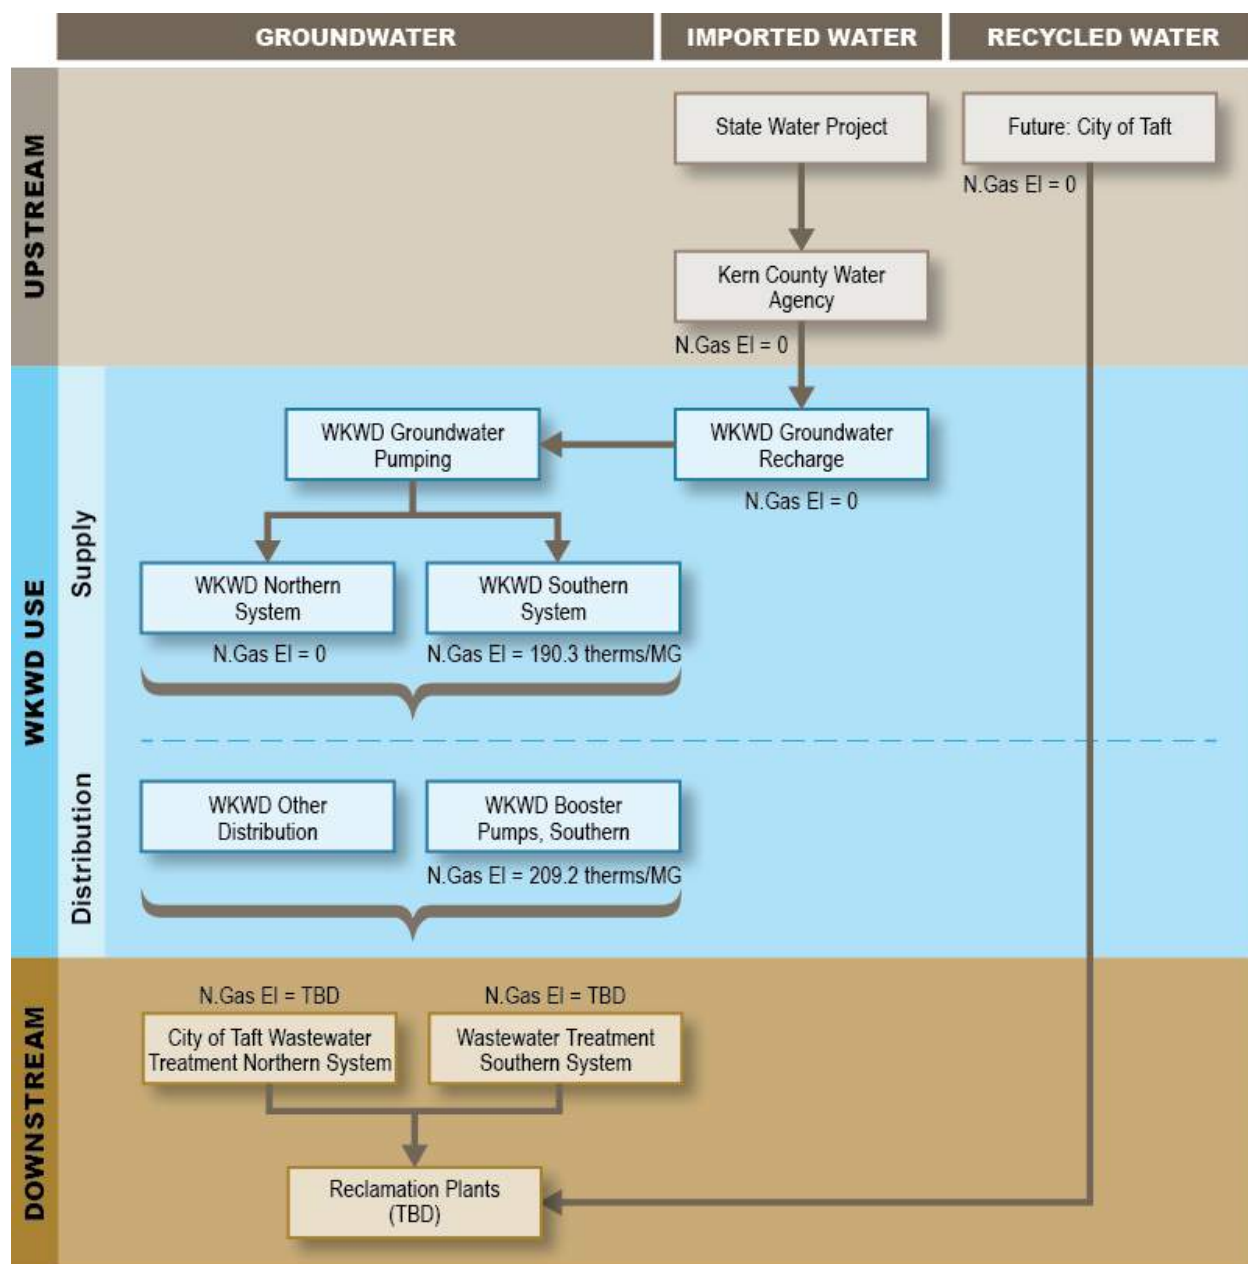 GROUNDWATER
IMPORTED WATER
RECYCLED WATER
UPSTREAM
State Water Project
Future: City of Taft
N.Gas EI = 0
Kern County Water
Agency
N.Gas EI = 0
WKWD USE
Supply
WKWD Groundwater
Pumping
WKWD Groundwater
Recharge
N.Gas EI = 0
WKWD Northern
System
WKWD Southern
System
N.Gas EI = 0
N.Gas EI = 190.3 therms/MG
Distribution
WKWD Other
Distribution
WKWD Booster
Pumps, Southern
N.Gas EI = 209.2 therms/MG
DOWNSTREAM
N.Gas EI = TBD
N.Gas EI = TBD
City of Taft Wastewater
Treatment Northern System
Wastewater Treatment
Southern System
Reclamation Plants
(TBD)